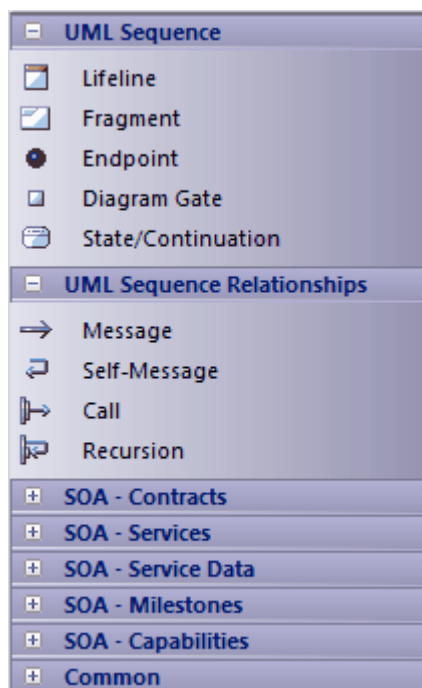 UML Sequence
Lifeline
Fragment
Endpoint
Diagram Gate
State/Continuation
UML Sequence Relationships
Message
Self-Message
Call
Recursion
SOA - Contracts
SOA - Services
SOA - Service Data
SOA - Milestones
SOA - Capabilities
Common